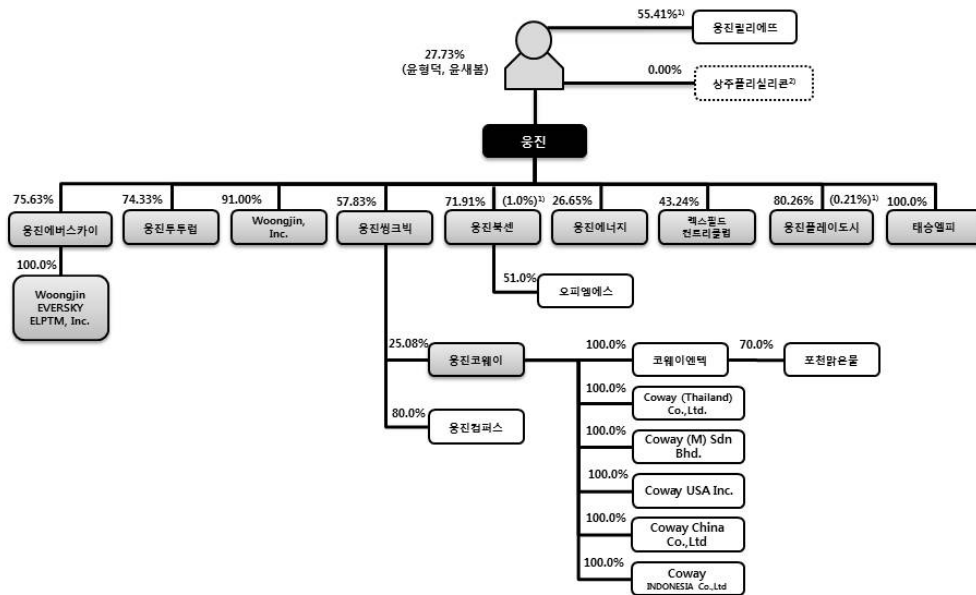 55.41%1)
웅진릴리에뜨
27.73%
(윤형덕, 윤새봄)
0.00%
상주폴리실리콘2)
웅진
75.63%
74.33%
91.00%
57.83%
71.91%
(1.0%)1)
26.65%
43.24%
80.26%
(0.21%)1)
100.0%
웅진에버스카이
웅진투투럽
Woongjin,
Inc.
웅진씽크빅
웅진북센
웅진에너지
렉스필드
컨트리클럽
웅진플레이도시
태승엘피
100.0%
Woongjin
EVERSKY
ELPTM, Inc.
51.0%
오피엠에스
25.08%
웅진코웨이
100.0%
코웨이엔텍
70.0%
포천맑은물
100.0%
Coway (Thailand)
Co.,Ltd.
80.0%
웅진컴퍼스
100.0%
Coway (M) Sdn
Bhd.
100.0%
Coway USA Inc.
100.0%
Coway China
Co.,Ltd
100.0%
Coway
INDONESIA Co.,Ltd